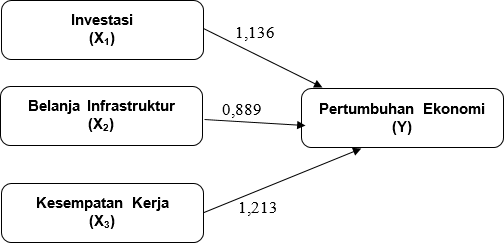 Investasi
(X₁)
1,136
Belanja Infrastruktur
(X₂)
0,889
Pertumbuhan Ekonomi
(Y)
Kesempatan Kerja
(X₃)
1,213